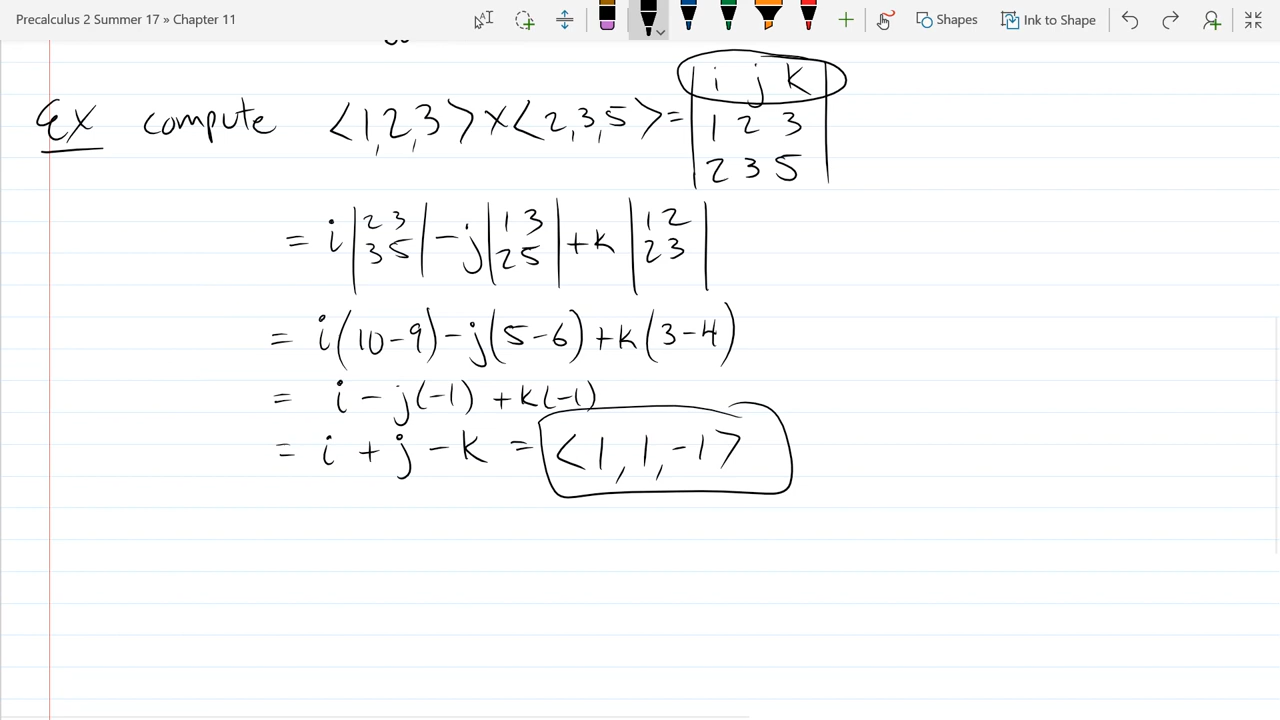 Precalculus 2 Summer 17 » Chapter 11
Shapes
Ink to Shape
Ex compute <1,2,3> x <2,3,5> = | i j k |
| 1 2 3 |
| 2 3 5 |
= i |2 3| - j |1 3| + k |1 2|
|3 5| |2 5| |2 3|
= i(10-9) - j(5-6) + k(3-4)
= i - j(-1) + k(-1)
= i + j - k = <1, 1, -1>